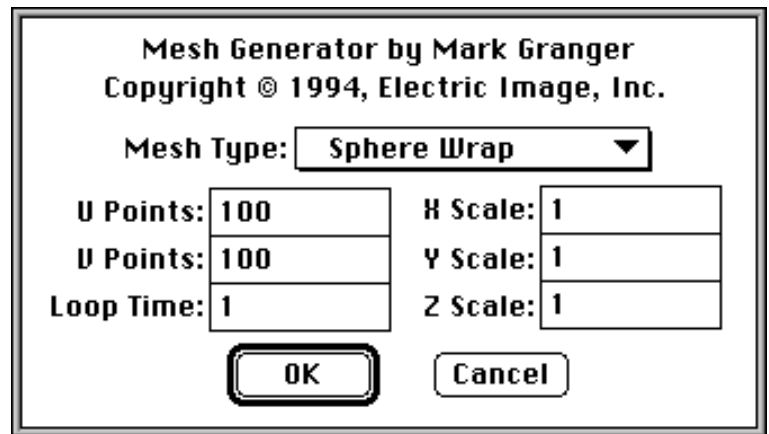 Mesh Generator by Mark Granger
Copyright © 1994, Electric Image, Inc.
Mesh Type: Sphere Wrap
U Points: 100
V Points: 100
Loop Time: 1
X Scale: 1
Y Scale: 1
Z Scale: 1
OK Cancel